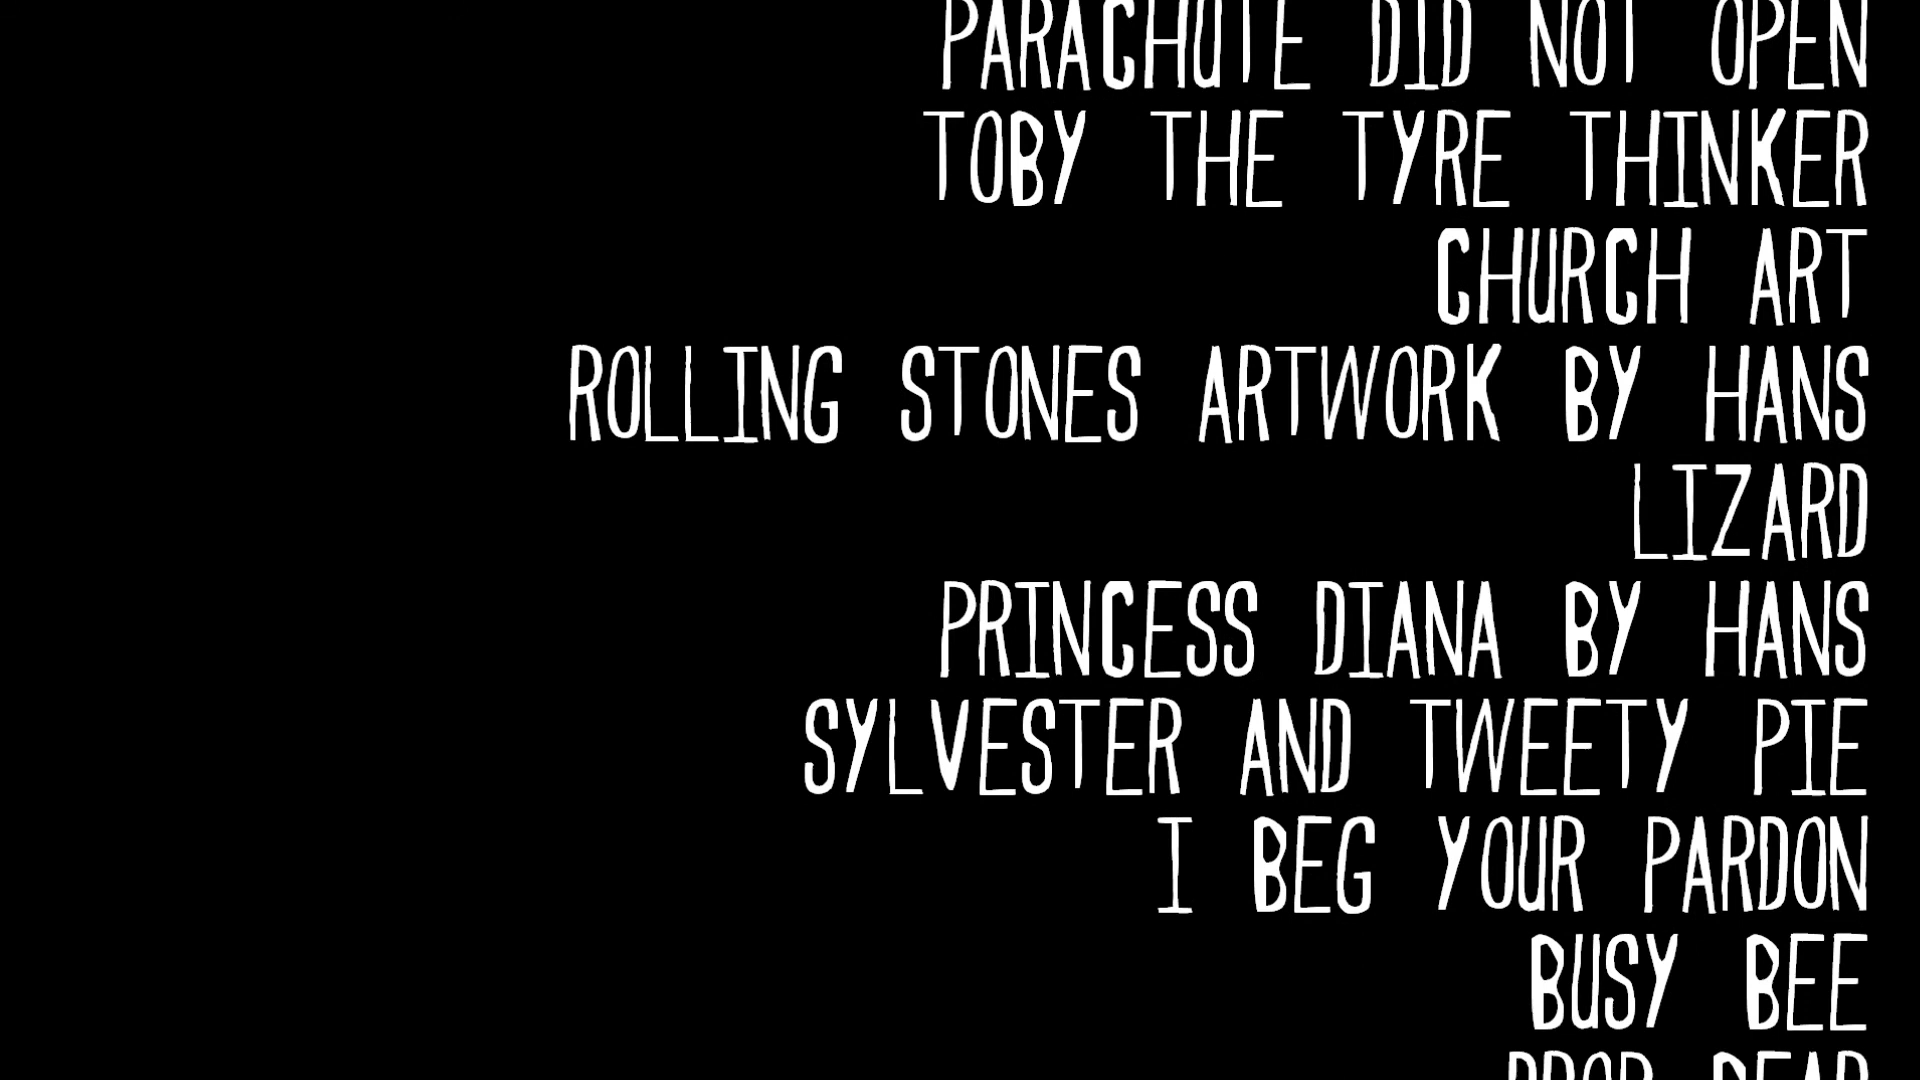 PARACHUTE DID NOT OPEN
TOBY THE TYRE THINKER
CHURCH ART
ROLLING STONES ARTWORK BY HANS
LIZARD
PRINCESS DIANA BY HANS
SYLVESTER AND TWEETY PIE
I BEG YOUR PARDON
BUSY BEE